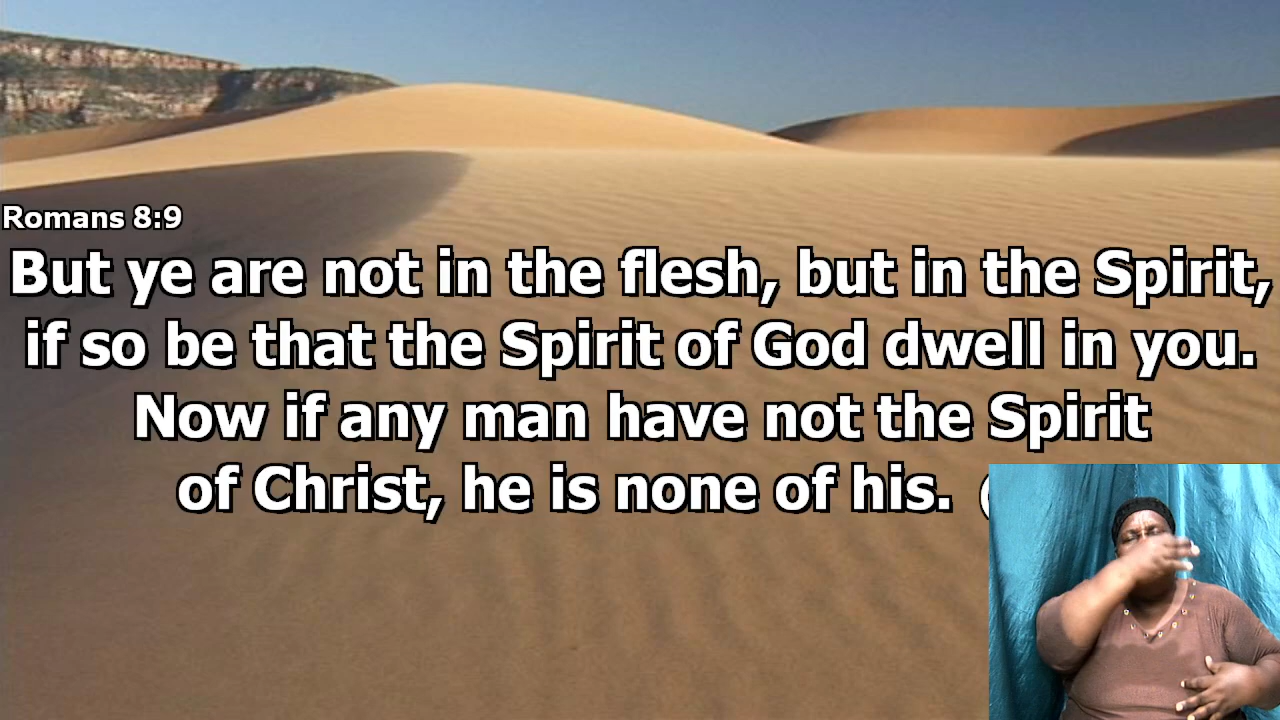 Romans 8:9
But ye are not in the flesh, but in the Spirit,
if so be that the Spirit of God dwell in you.
Now if any man have not the Spirit
of Christ, he is none of his. (